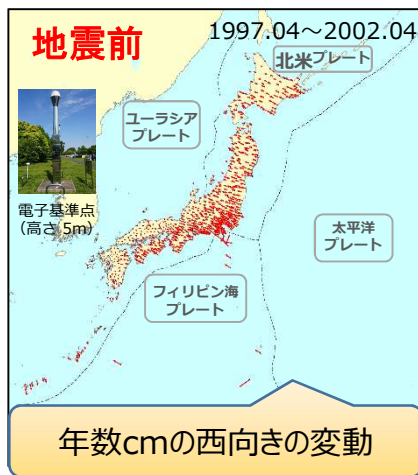 地震前
1997.04～2002.04
北米プレート
ユーラシア
プレート
電子基準点
（高さ 5m）
太平洋
プレート
フィリピン海
プレート
年数cmの西向きの変動